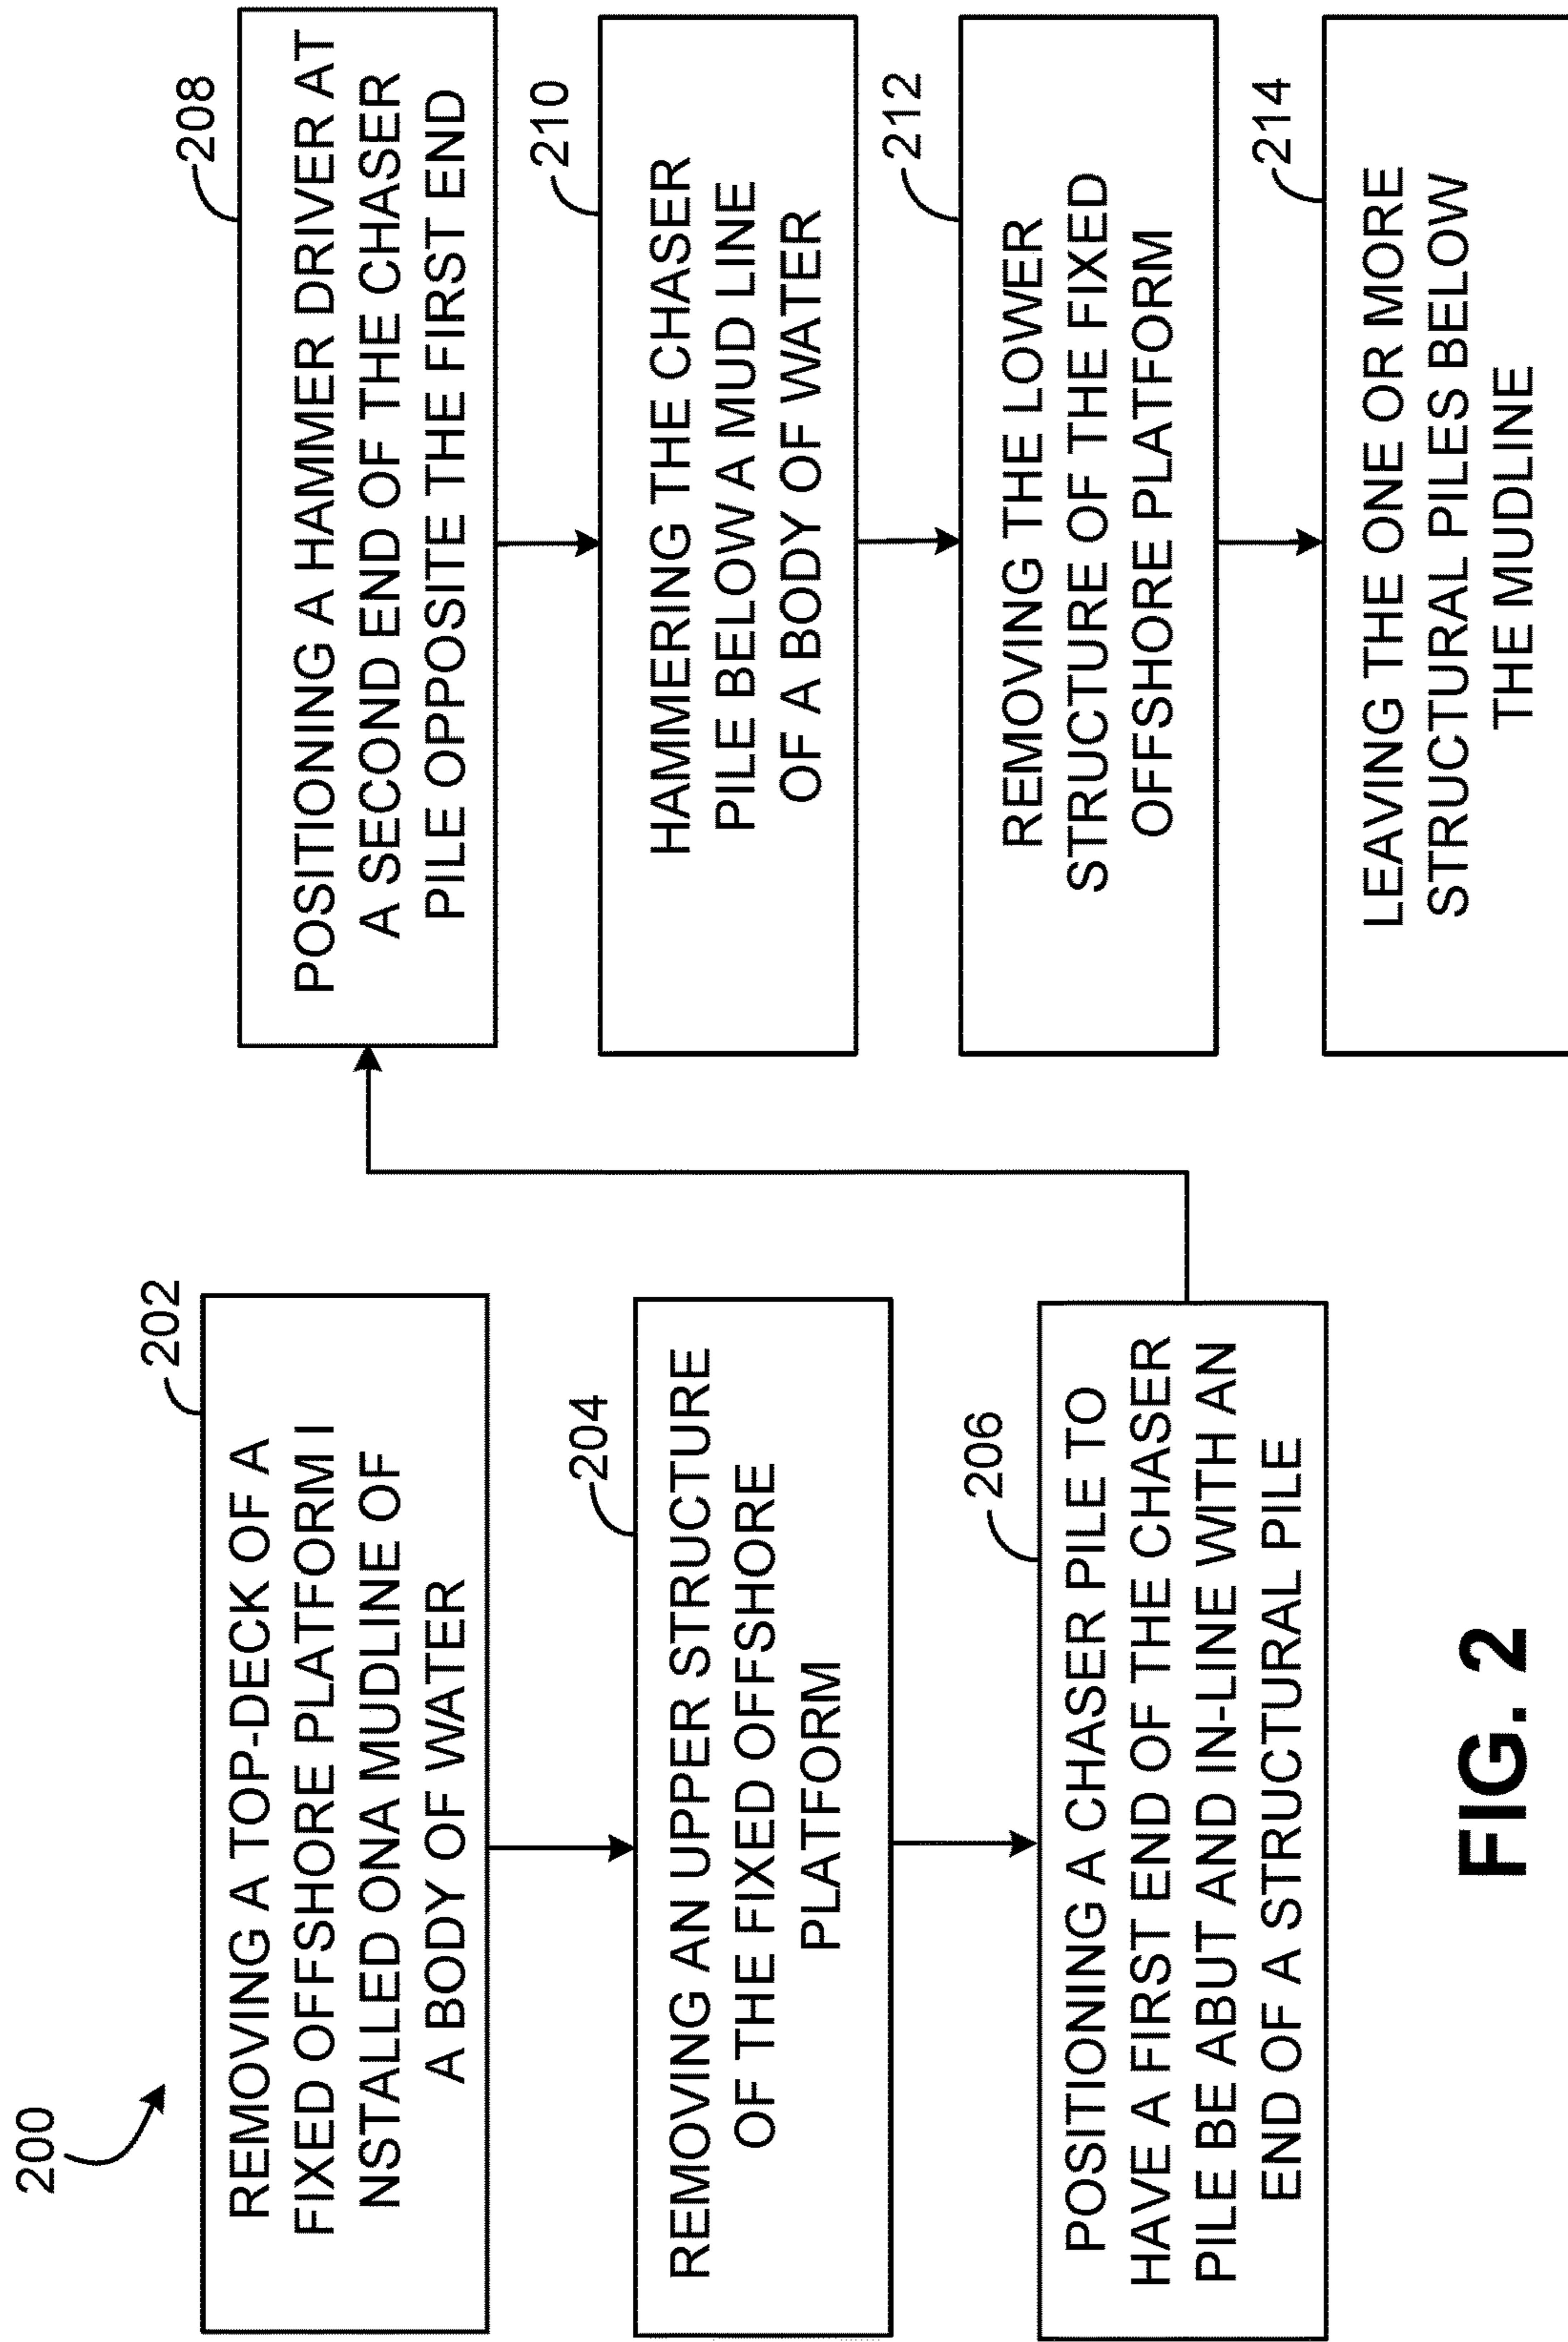 200
202
REMOVING A TOP-DECK OF A
FIXED OFFSHORE PLATFORM I
NSTALLED ONA MUDLINE OF
A BODY OF WATER
204
REMOVING AN UPPER STRUCTURE
OF THE FIXED OFFSHORE
PLATFORM
206
POSITIONING A CHASER PILE TO
HAVE A FIRST END OF THE CHASER
PILE BE ABUT AND IN-LINE WITH AN
END OF A STRUCTURAL PILE
208
POSITIONING A HAMMER DRIVER AT
A SECOND END OF THE CHASER
PILE OPPOSITE THE FIRST END
210
HAMMERING THE CHASER
PILE BELOW A MUD LINE
OF A BODY OF WATER
212
REMOVING THE LOWER
STRUCTURE OF THE FIXED
OFFSHORE PLATFORM
214
LEAVING THE ONE OR MORE
STRUCTURAL PILES BELOW
THE MUDLINE
FIG. 2